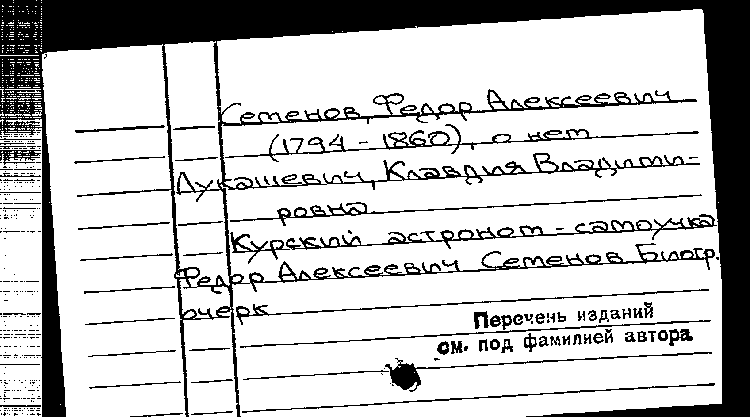 Семенов, Федор Алексеевич
(1794 - 1860), о нем
Лукашевич, Клавдия Владими-
ровна.
Курский астроном - самоучка
Федор Алексеевич Семенов Биогр.
очерк
Перечень изданий
см. под фамилией автора